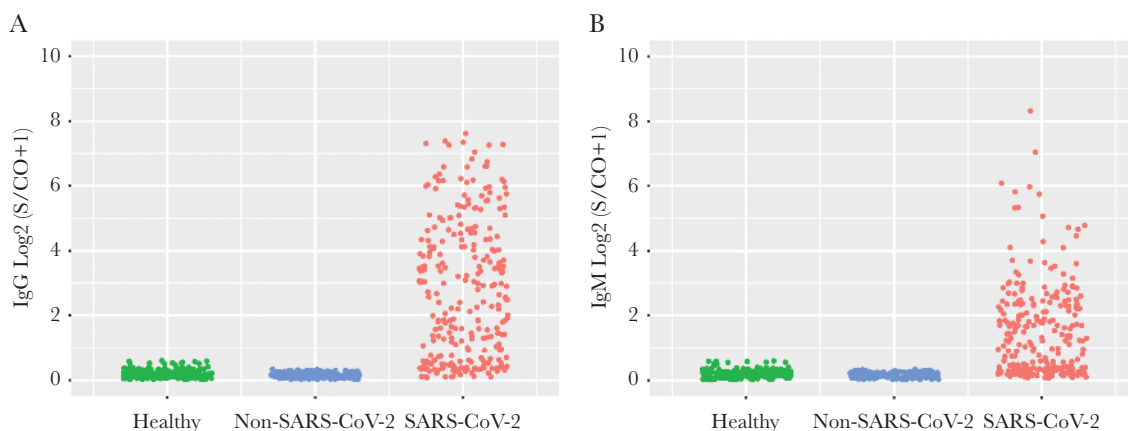 A
IgG Log2 (S/CO+1)
10
8
6
4
2
0
Healthy Non-SARS-CoV-2 SARS-CoV-2
B
IgM Log2 (S/CO+1)
10
8
6
4
2
0
Healthy Non-SARS-CoV-2 SARS-CoV-2